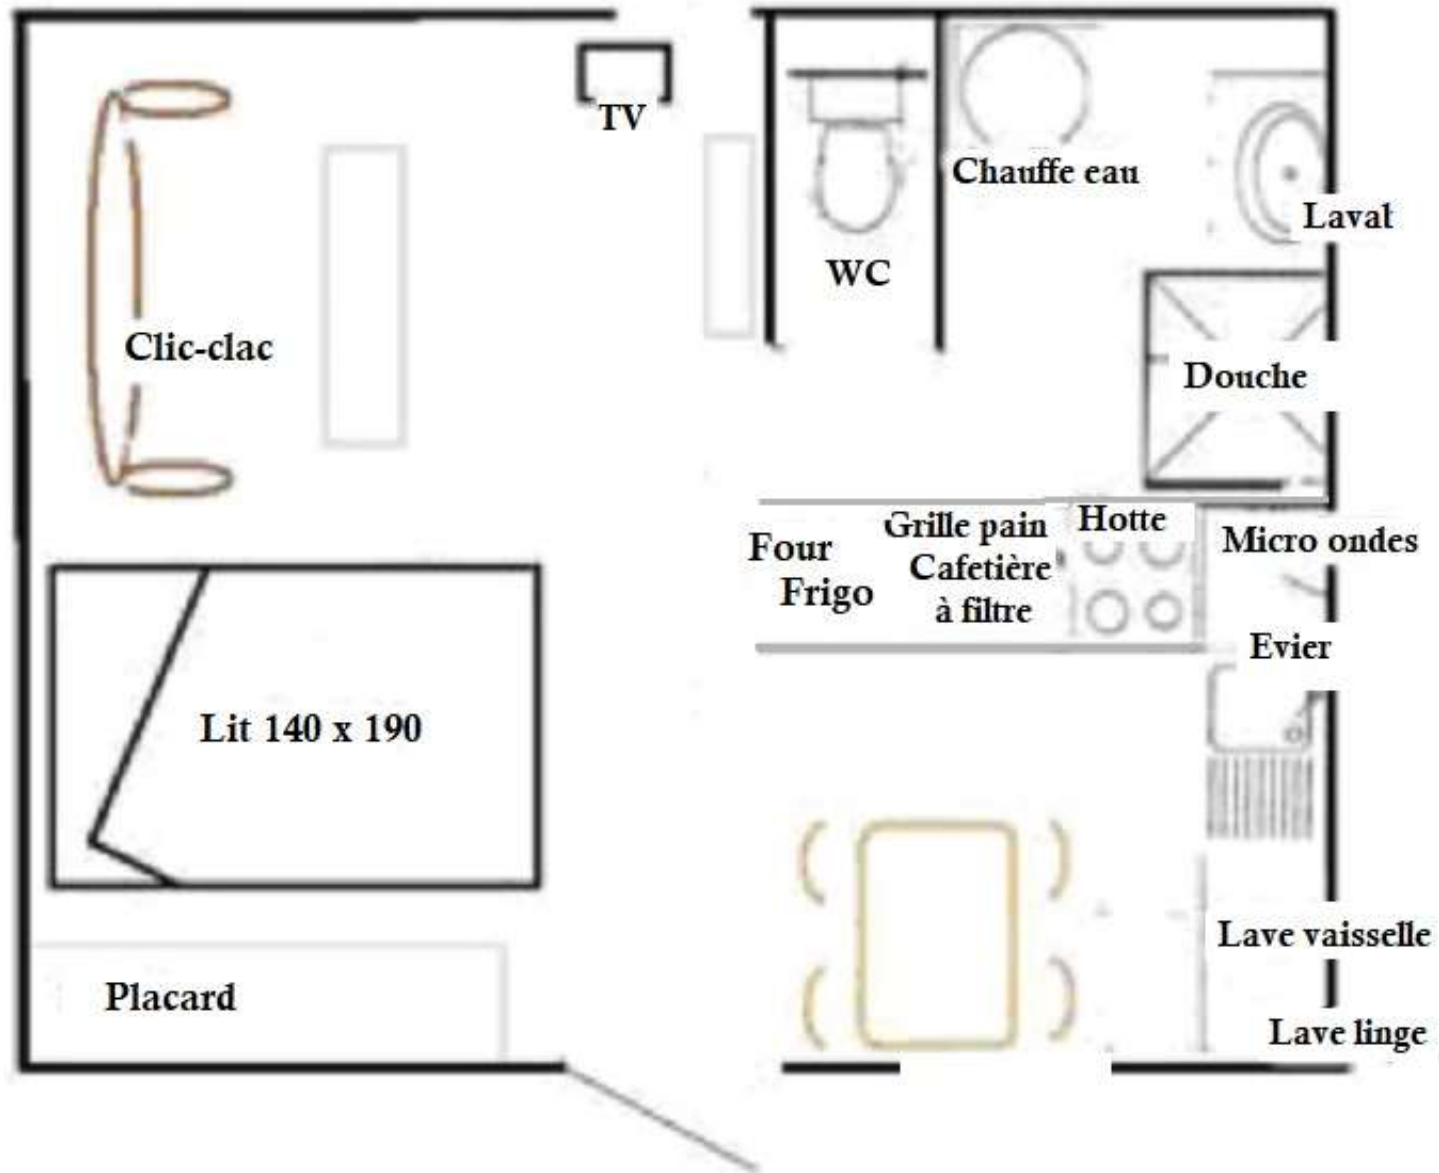 TV
Chauffe eau
Laval
WC
Clic-clac
Douche
Grille pain
Hotte
Four
Micro ondes
Cafetière
Frigo
à filtre
Evier
Lit 140 x 190
Lave vaisselle
Placard
Lave linge